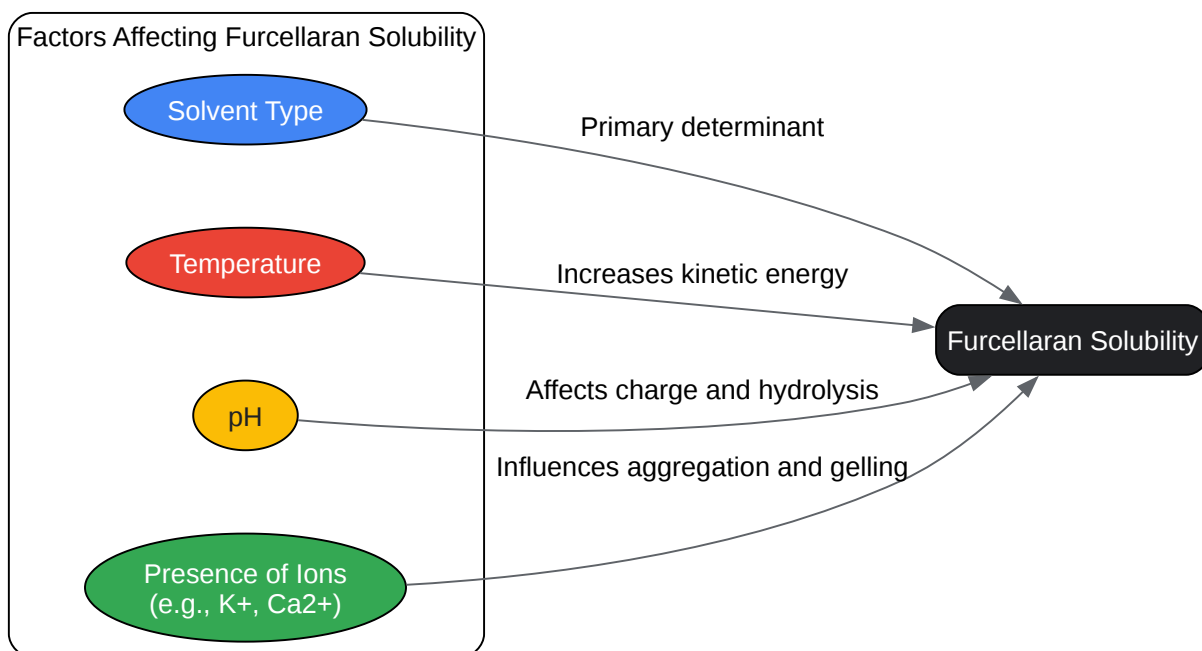 Factors Affecting Furcellaran Solubility
Solvent Type
Primary determinant
Temperature
Increases kinetic energy
Furcellaran Solubility
pH
Affects charge and hydrolysis
Influences aggregation and gelling
Presence of Ions
(e.g., K+, Ca2+)